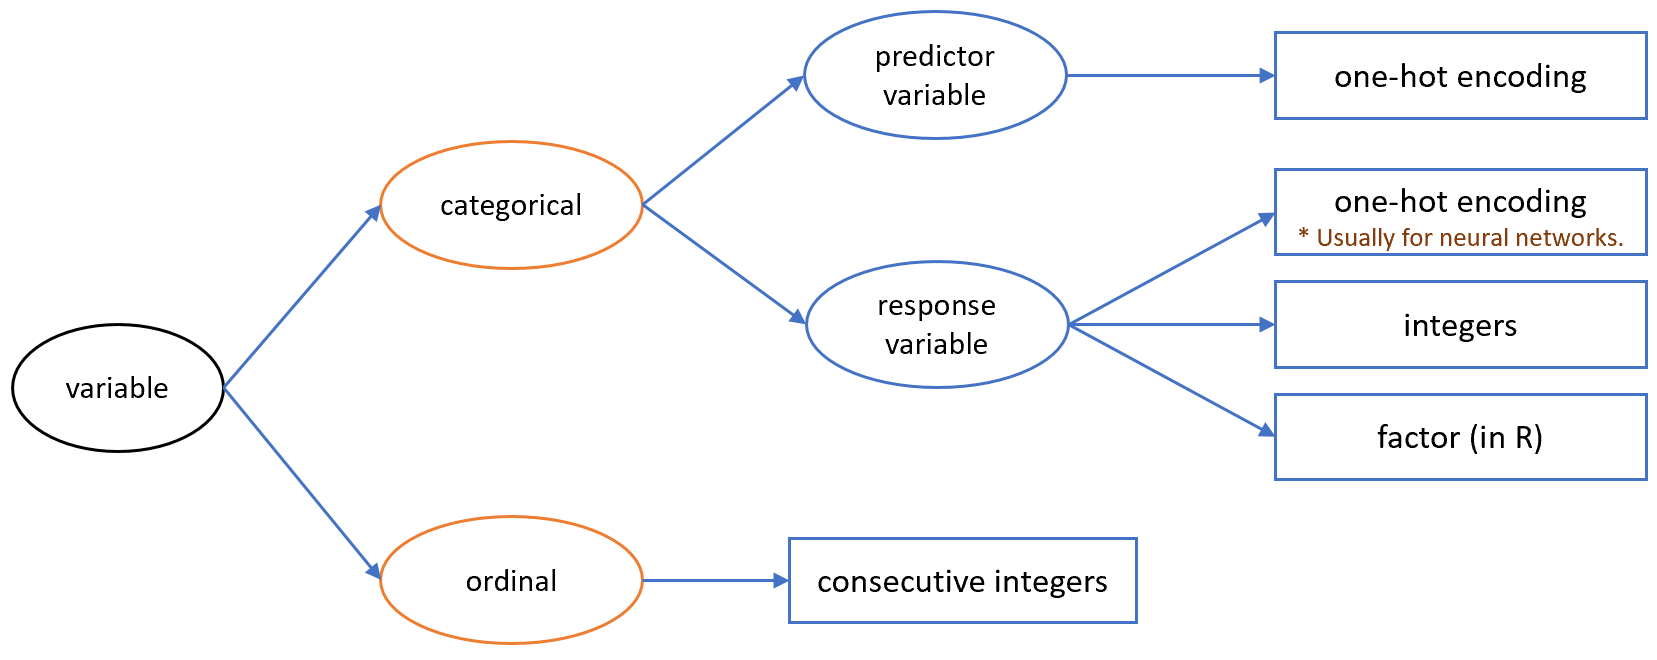 predictor
variable
one-hot encoding
categorical
one-hot encoding
* Usually for neural networks.
response
variable
integers
variable
factor (in R)
ordinal
consecutive integers